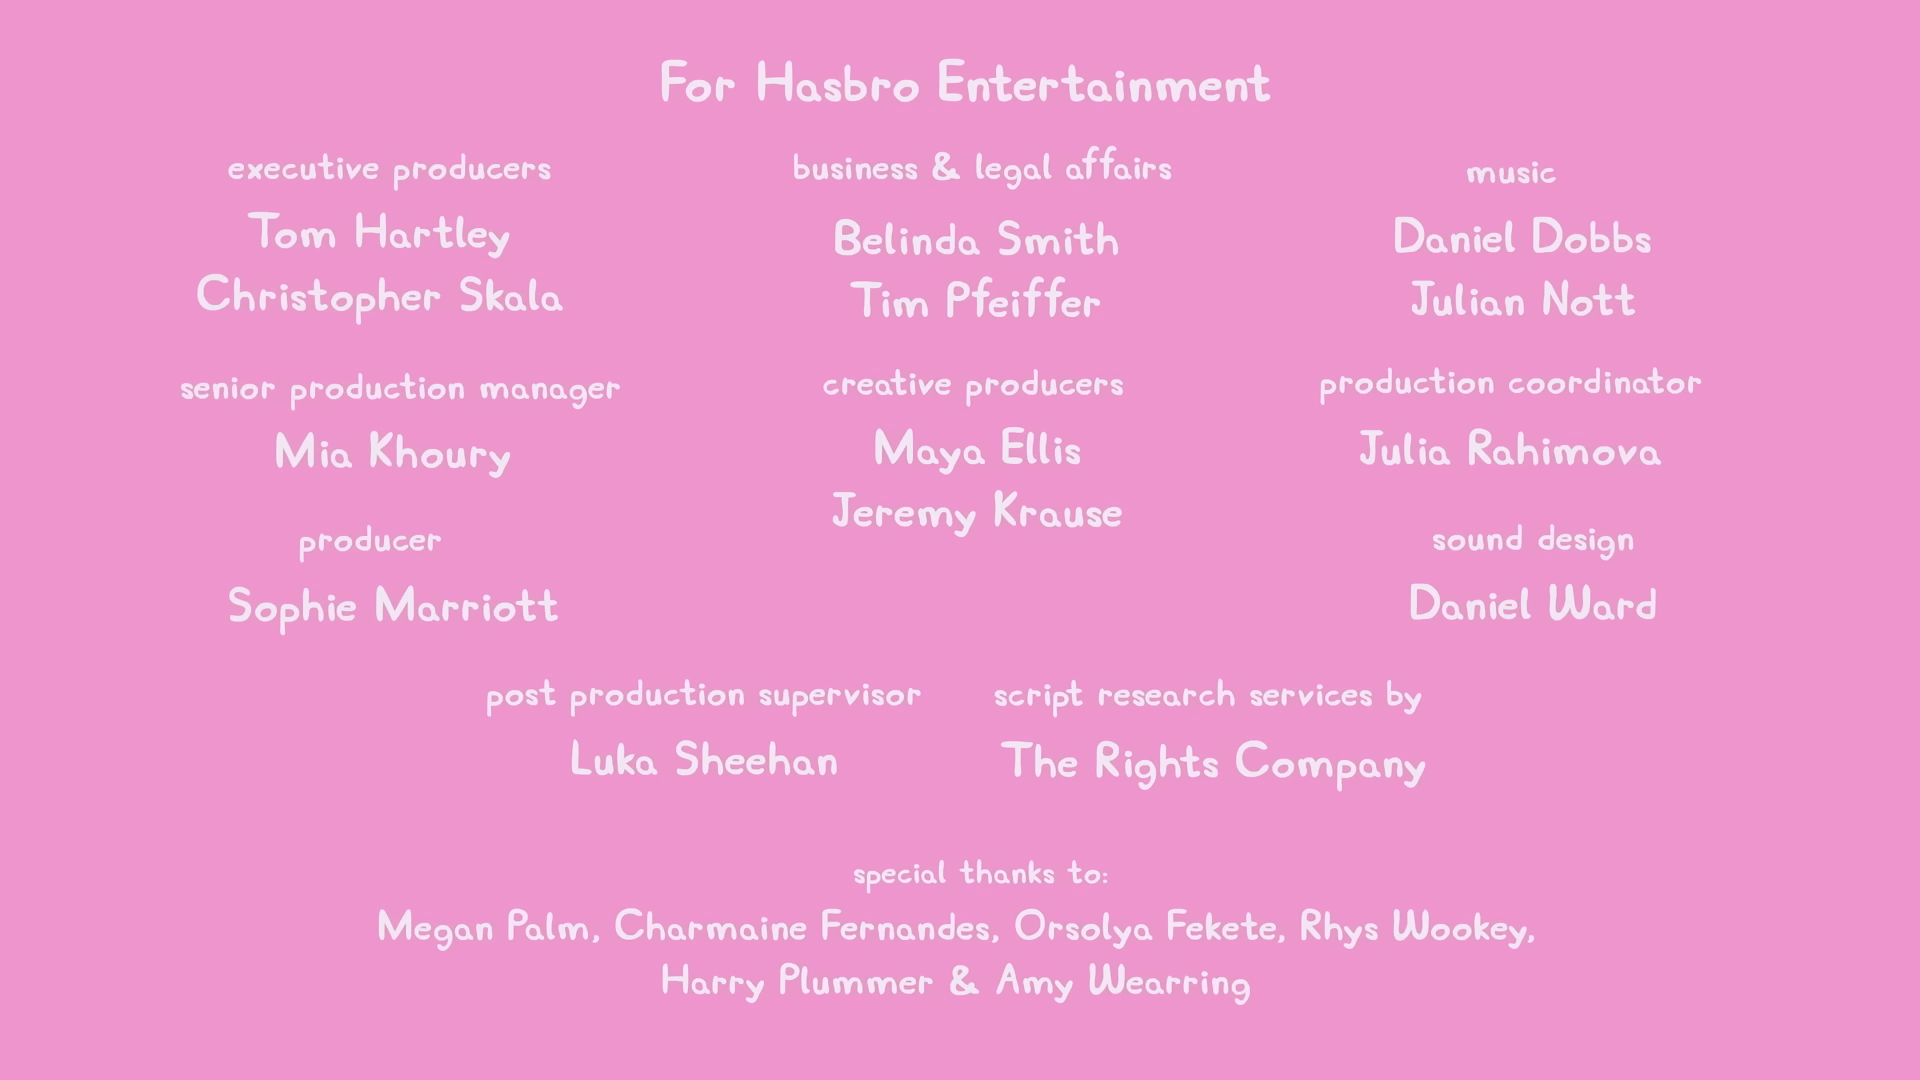 For Hasbro Entertainment
executive producers
Tom Hartley
Christopher Skala
business & legal affairs
Belinda Smith
Tim Pfeiffer
music
Daniel Dobbs
Julian Nott
senior production manager
Mia Khoury
creative producers
Maya Ellis
Jeremy Krause
production coordinator
Julia Rahimova
producer
Sophie Marriott
sound design
Daniel Ward
post production supervisor
Luka Sheehan
script research services by
The Rights Company
special thanks to:
Megan Palm, Charmaine Fernandes, Orsolya Fekete, Rhys Wookey,
Harry Plummer & Amy Wearring